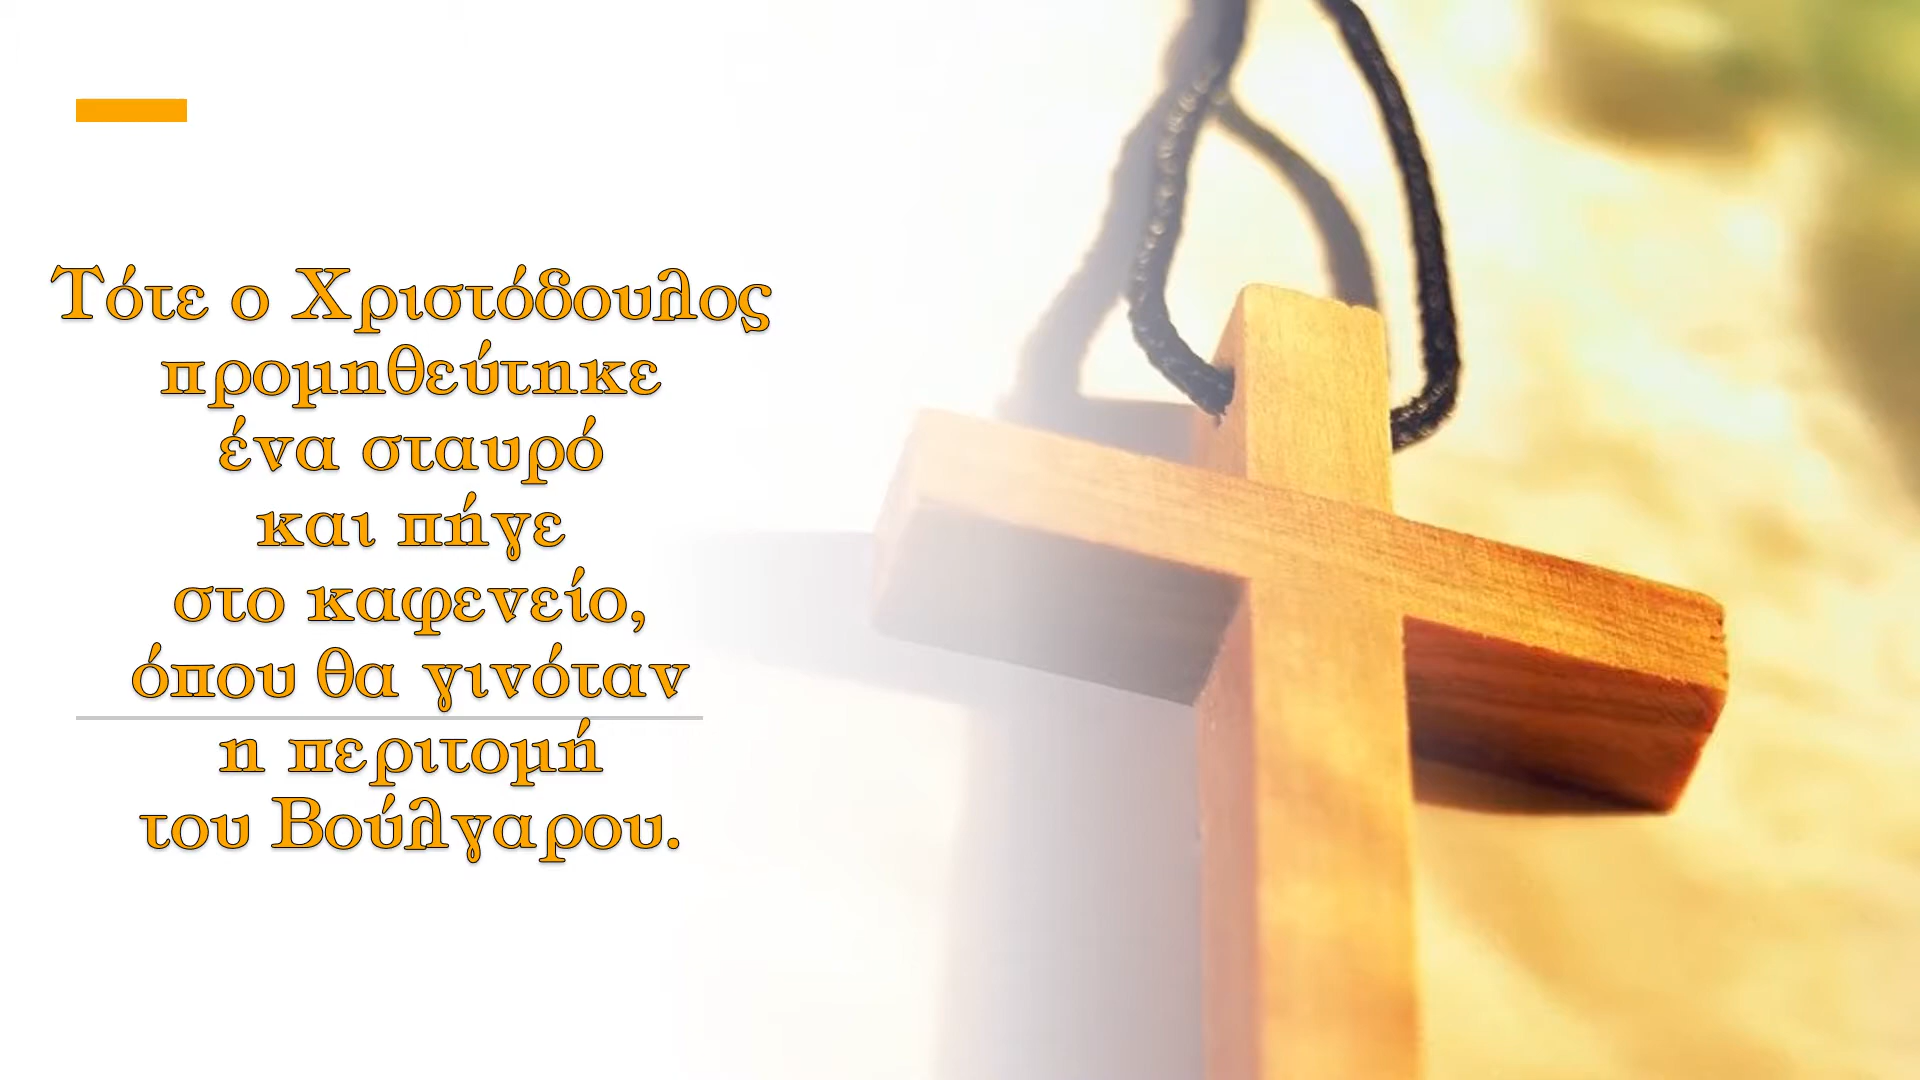 Τότε ο Χριστόδουλος
προμηθεύτηκε
ένα σταυρό
και πήγε
στο καφενείο,
όπου θα γινόταν
η περιτομή
του Βούλγαρου.